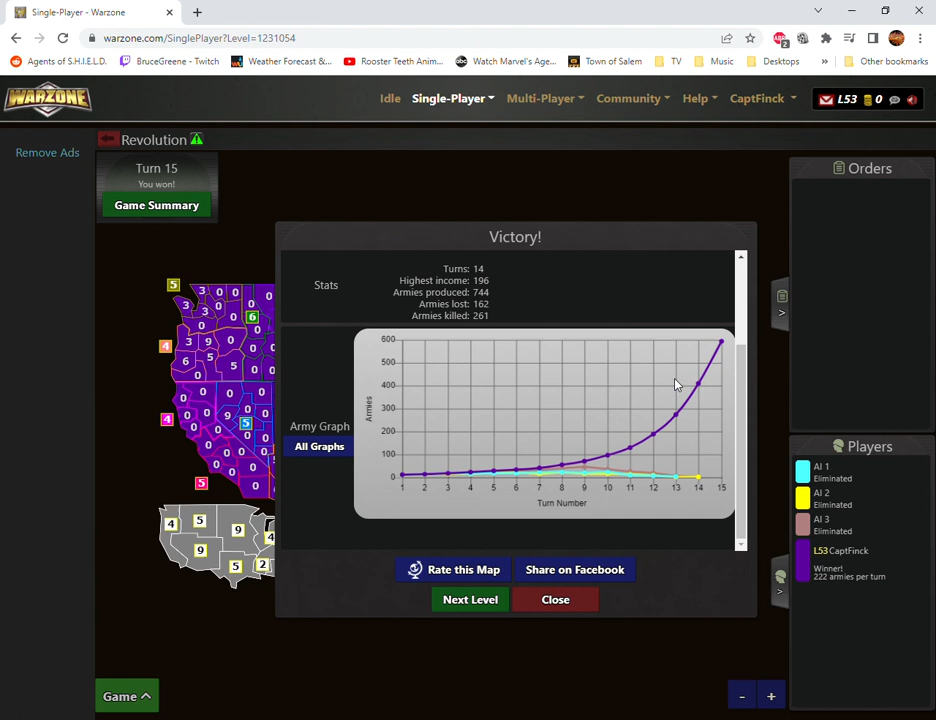 Single-Player - Warzone
warzone.com/SinglePlayer?Level=1231054
Agents of S.H.I.E.L.D.
BruceGreene - Twitch
Weather Forecast &...
Rooster Teeth Anim...
Watch Marvel's Age...
Town of Salem
TV
Music
Desktops
»
Other bookmarks
WARZONE
Idle
Single-Player
Multi-Player
Community
Help
CaptFinck
L53
0
Remove Ads
Revolution
Turn 15
You won!
Game Summary
Victory!
Stats
Turns: 14
Highest income: 196
Armies produced: 744
Armies lost: 162
Armies killed: 261
Army Graph
All Graphs
Armies
600
500
400
300
200
100
0
1 2 3 4 5 6 7 8 9 10 11 12 13 14 15
Turn Number
Rate this Map
Share on Facebook
Next Level
Close
Orders
Players
AI 1
Eliminated
AI 2
Eliminated
AI 3
Eliminated
L53 CaptFinck
Winner!
222 armies per turn
Game
-
+